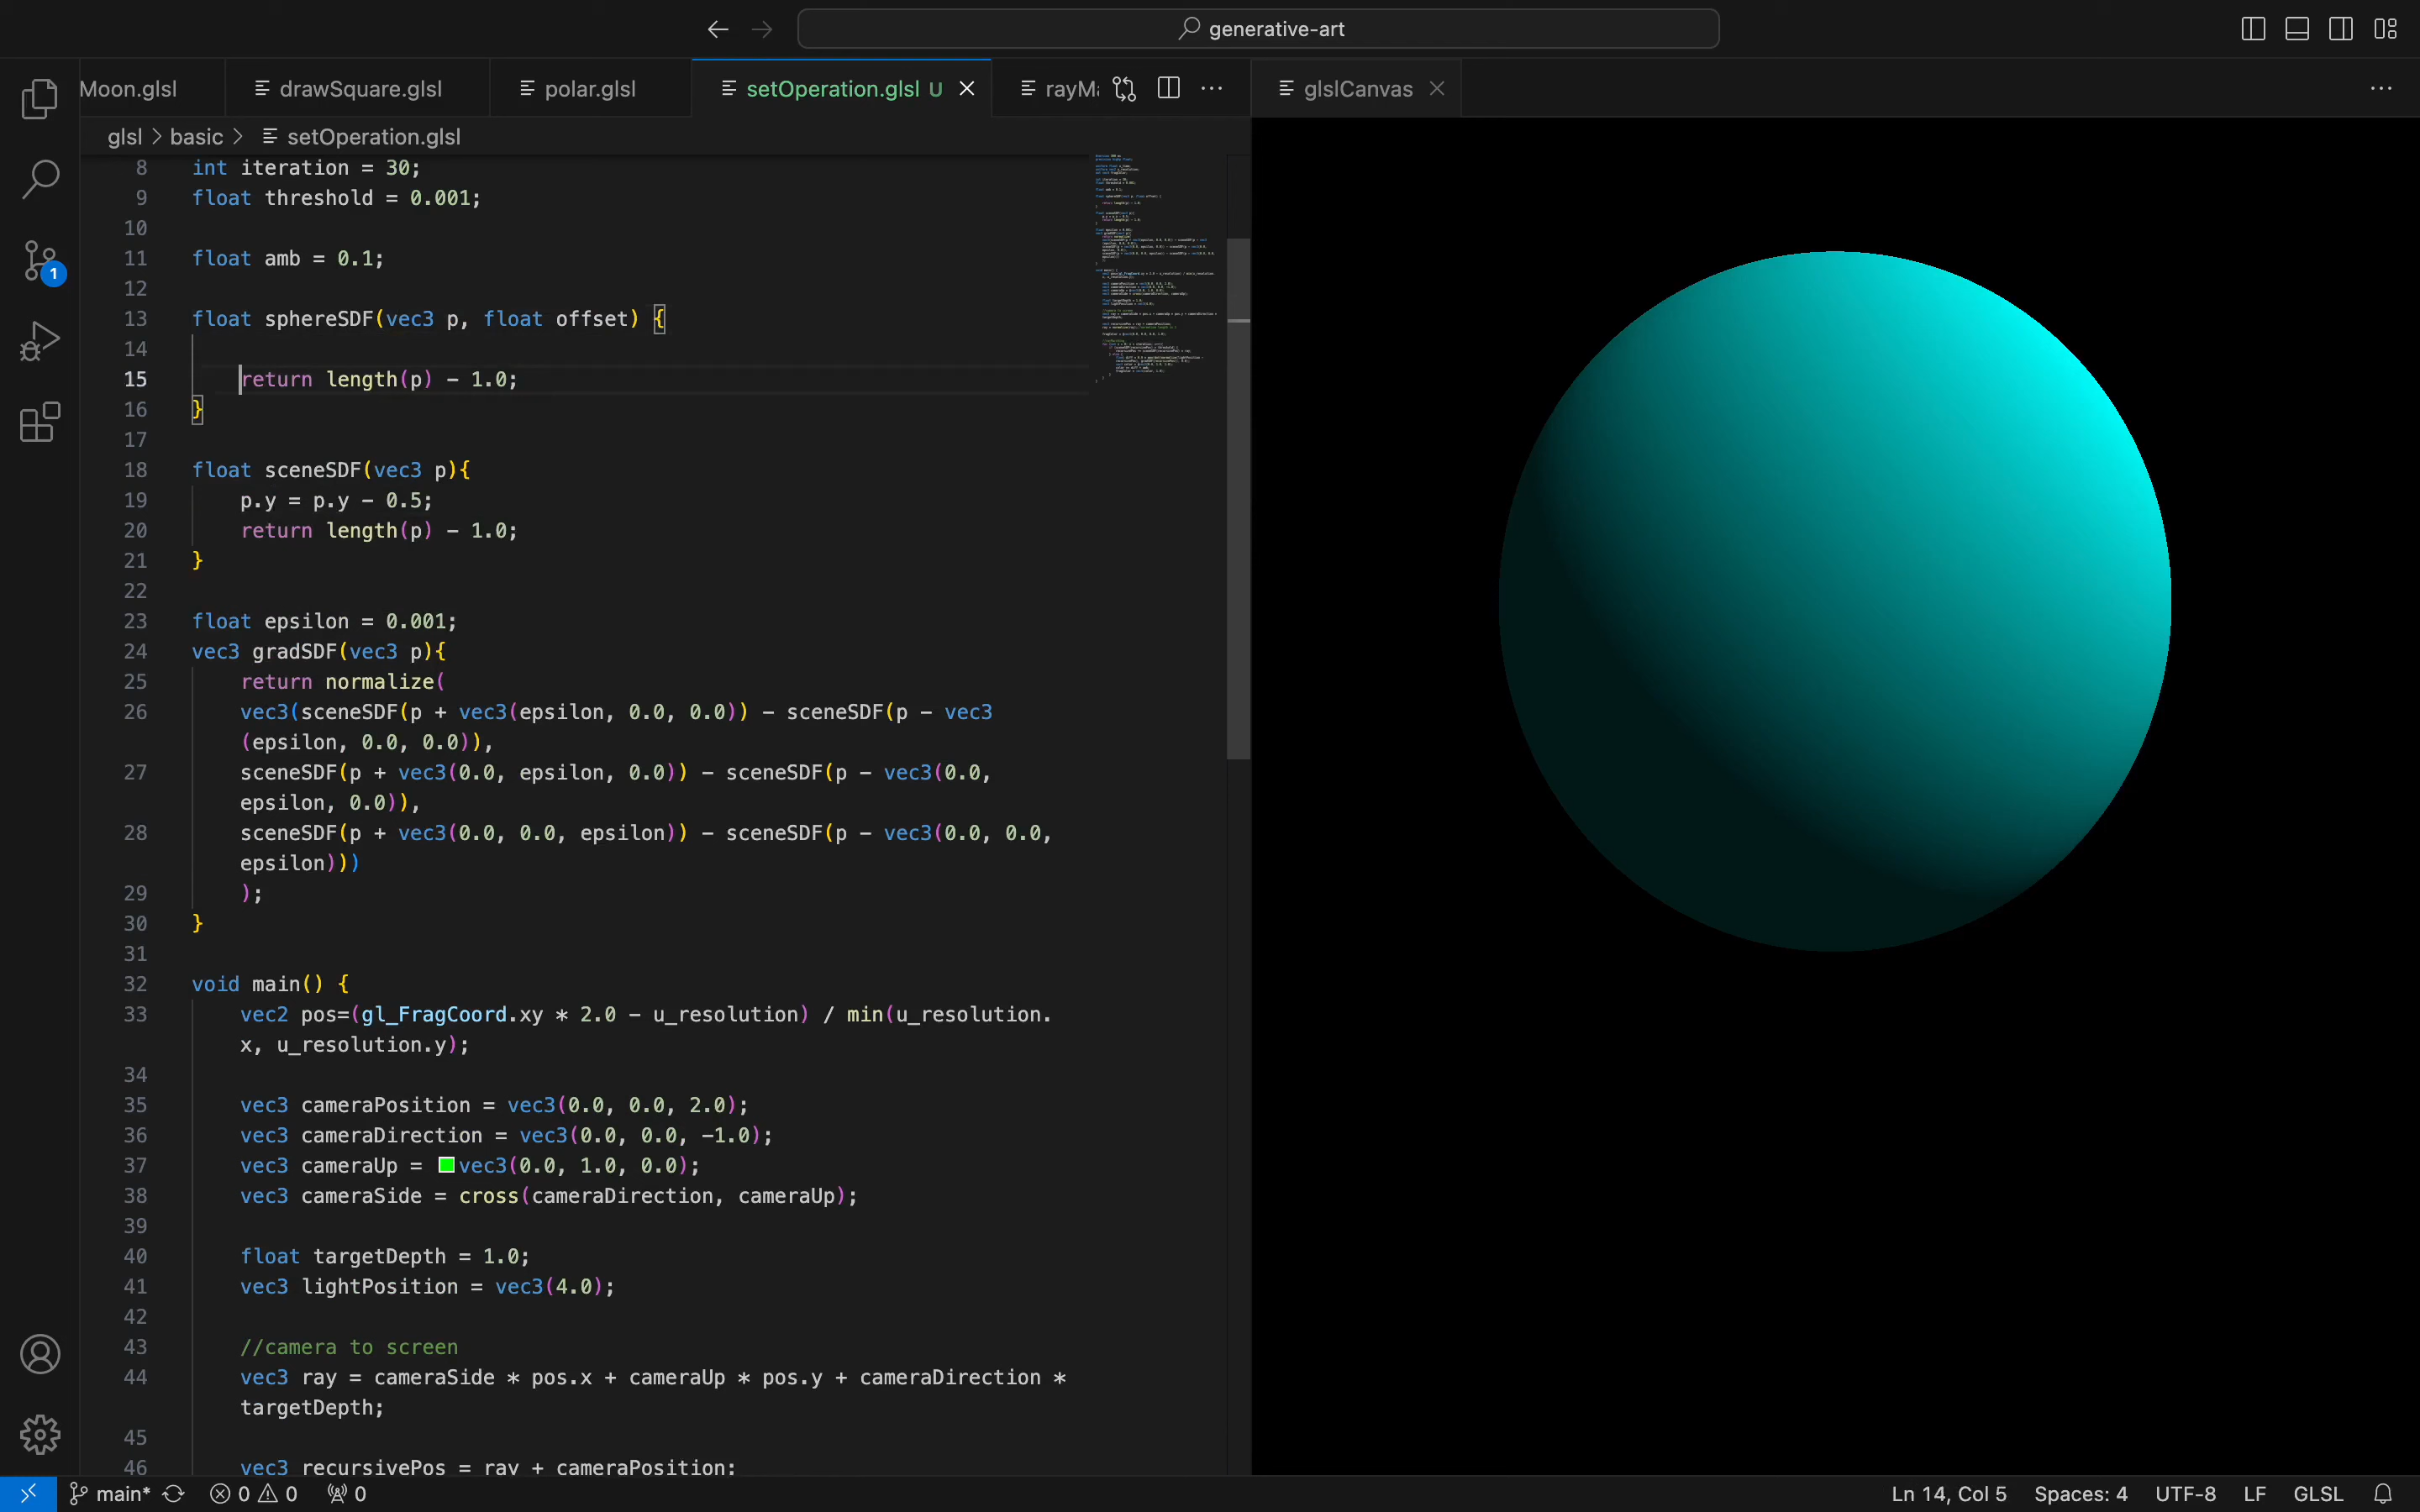 generative-art
Moon.glsl
drawSquare.glsl
polar.glsl
setOperation.glsl U
rayMa
glslCanvas
glsl > basic > setOperation.glsl
8 int iteration = 30;
9 float threshold = 0.001;
10
11 float amb = 0.1;
12
13 float sphereSDF(vec3 p, float offset) {
14
15 return length(p) - 1.0;
16 }
17
18 float sceneSDF(vec3 p){
19 p.y = p.y - 0.5;
20 return length(p) - 1.0;
21 }
22
23 float epsilon = 0.001;
24 vec3 gradSDF(vec3 p){
25 return normalize(
26 vec3(sceneSDF(p + vec3(epsilon, 0.0, 0.0)) - sceneSDF(p - vec3
(epsilon, 0.0, 0.0)),
27 sceneSDF(p + vec3(0.0, epsilon, 0.0)) - sceneSDF(p - vec3(0.0,
epsilon, 0.0)),
28 sceneSDF(p + vec3(0.0, 0.0, epsilon)) - sceneSDF(p - vec3(0.0, 0.0,
epsilon)))
29 );
30 }
31
32 void main() {
33 vec2 pos=(gl_FragCoord.xy * 2.0 - u_resolution) / min(u_resolution.
x, u_resolution.y);
34
35 vec3 cameraPosition = vec3(0.0, 0.0, 2.0);
36 vec3 cameraDirection = vec3(0.0, 0.0, -1.0);
37 vec3 cameraUp = vec3(0.0, 1.0, 0.0);
38 vec3 cameraSide = cross(cameraDirection, cameraUp);
39
40 float targetDepth = 1.0;
41 vec3 lightPosition = vec3(4.0);
42
43 //camera to screen
44 vec3 ray = cameraSide * pos.x + cameraUp * pos.y + cameraDirection *
targetDepth;
45
46 vec3 recursivePos = ray + cameraPosition;
1
main* 0 0 0
Ln 14, Col 5 Spaces: 4 UTF-8 LF GLSL